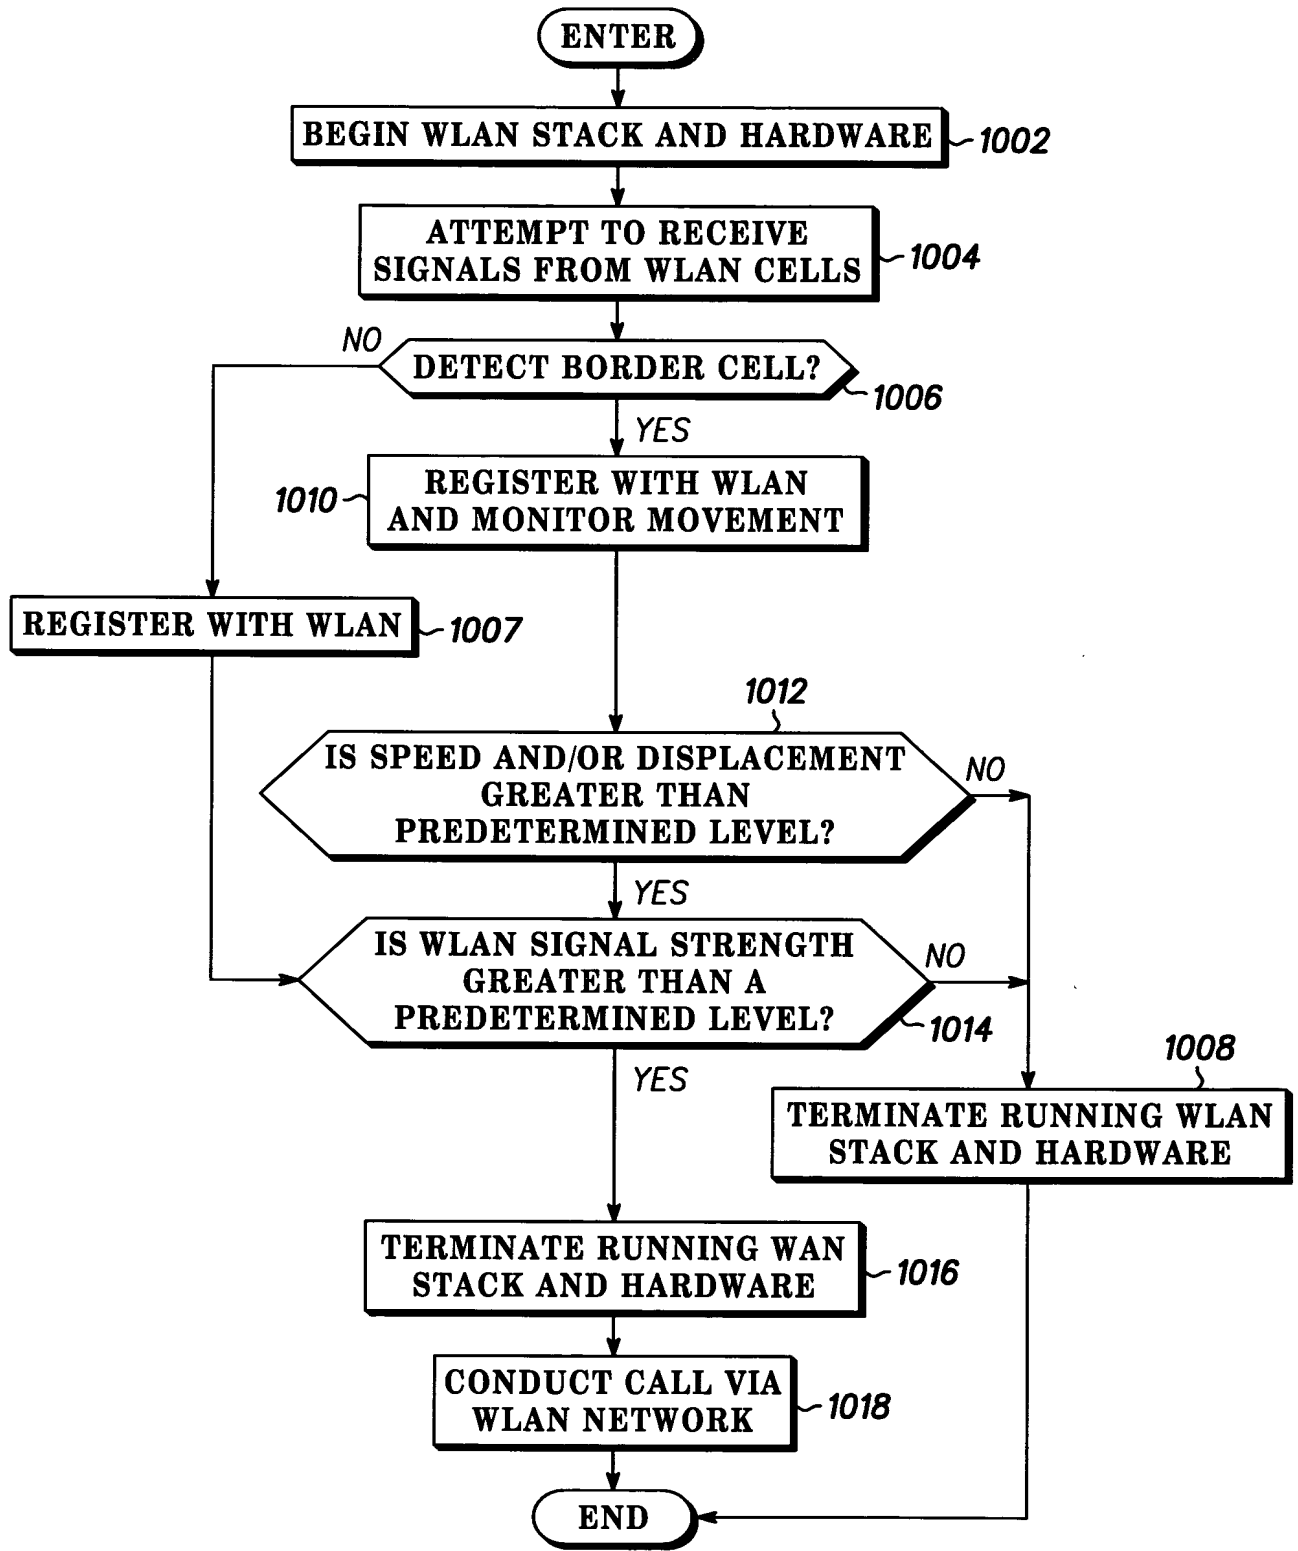 ENTER
BEGIN WLAN STACK AND HARDWARE
1002
ATTEMPT TO RECEIVE
SIGNALS FROM WLAN CELLS
1004
NO
DETECT BORDER CELL?
1006
YES
REGISTER WITH WLAN
AND MONITOR MOVEMENT
1010
REGISTER WITH WLAN
1007
1012
IS SPEED AND/OR DISPLACEMENT
GREATER THAN
PREDETERMINED LEVEL?
NO
YES
IS WLAN SIGNAL STRENGTH
GREATER THAN A
PREDETERMINED LEVEL?
NO
1014
YES
1008
TERMINATE RUNNING WLAN
STACK AND HARDWARE
TERMINATE RUNNING WAN
STACK AND HARDWARE
1016
CONDUCT CALL VIA
WLAN NETWORK
1018
END